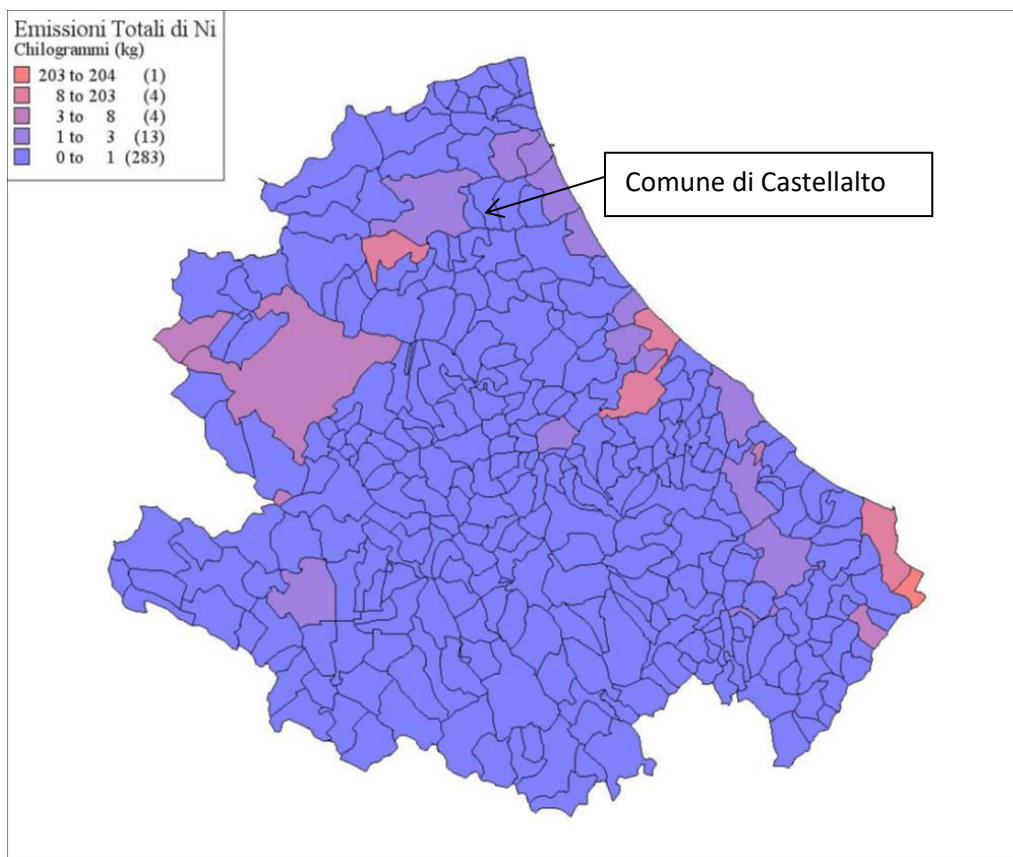 Emissioni Totali di Ni
Chilogrammi (kg)
203 to 204 (1)
8 to 203 (4)
3 to 8 (4)
1 to 3 (13)
0 to 1 (283)
Comune di Castellalto